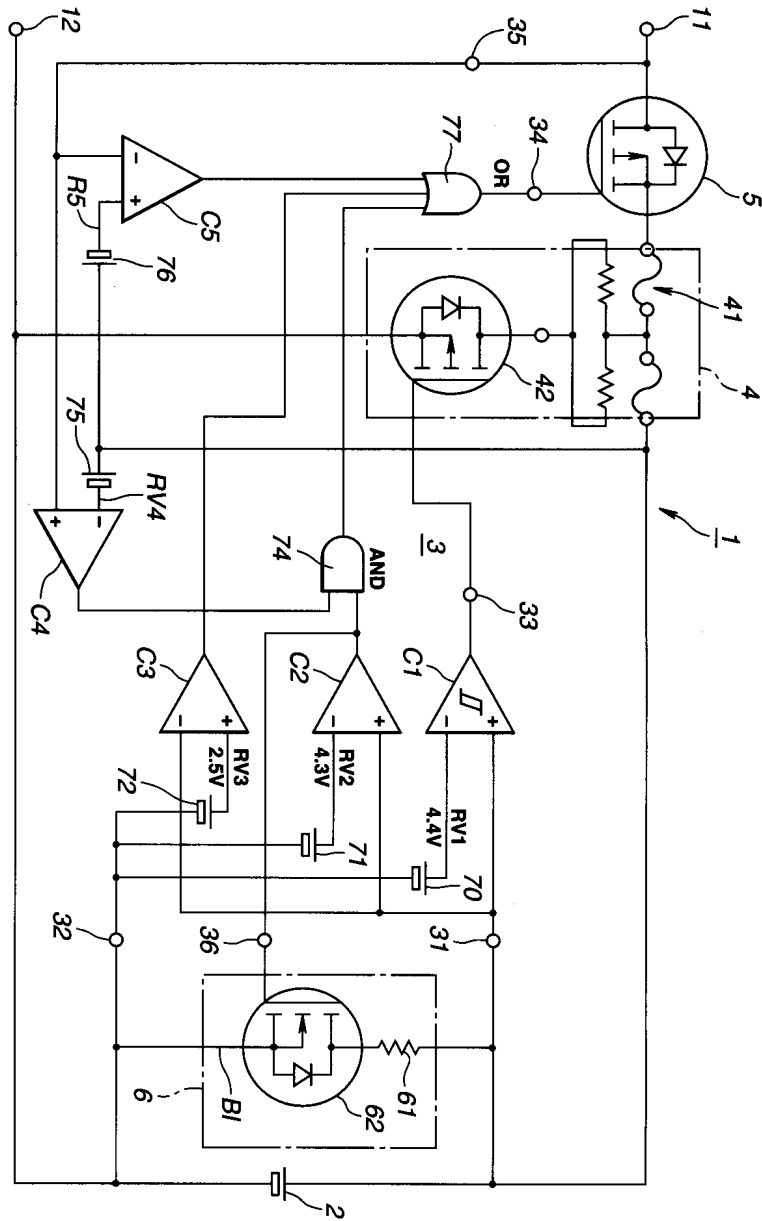 1
11
5
41
4
35
34
OR
77
42
3
33
C1
+
-
RV1
4.4V
70
31
61
62
6
BI
2
AND
74
C2
-
+
RV2
4.3V
71
36
C3
+
-
RV3
2.5V
72
32
-
+
C5
R5
76
75
RV4
-
+
C4
12